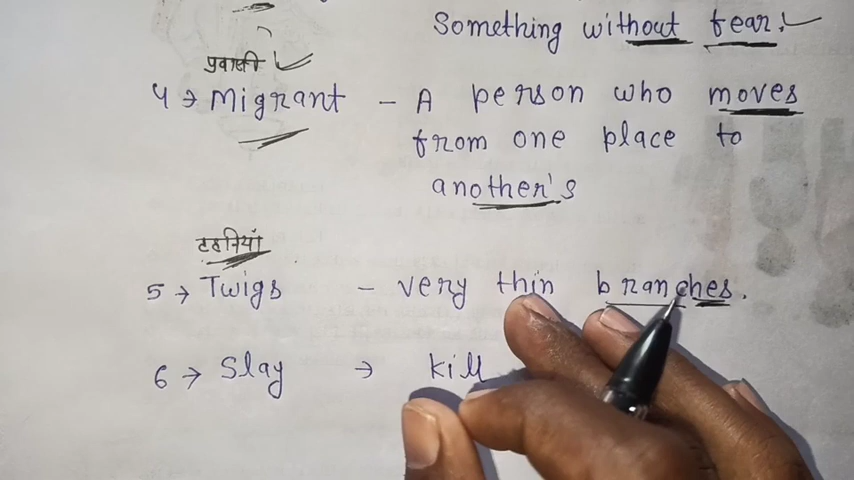 Something without fear.
प्रवासी
4 → Migrant - A person who moves
from one place to
another's
टहनियाँ
5 → Twigs - very thin branches.
6 → Slay → kill